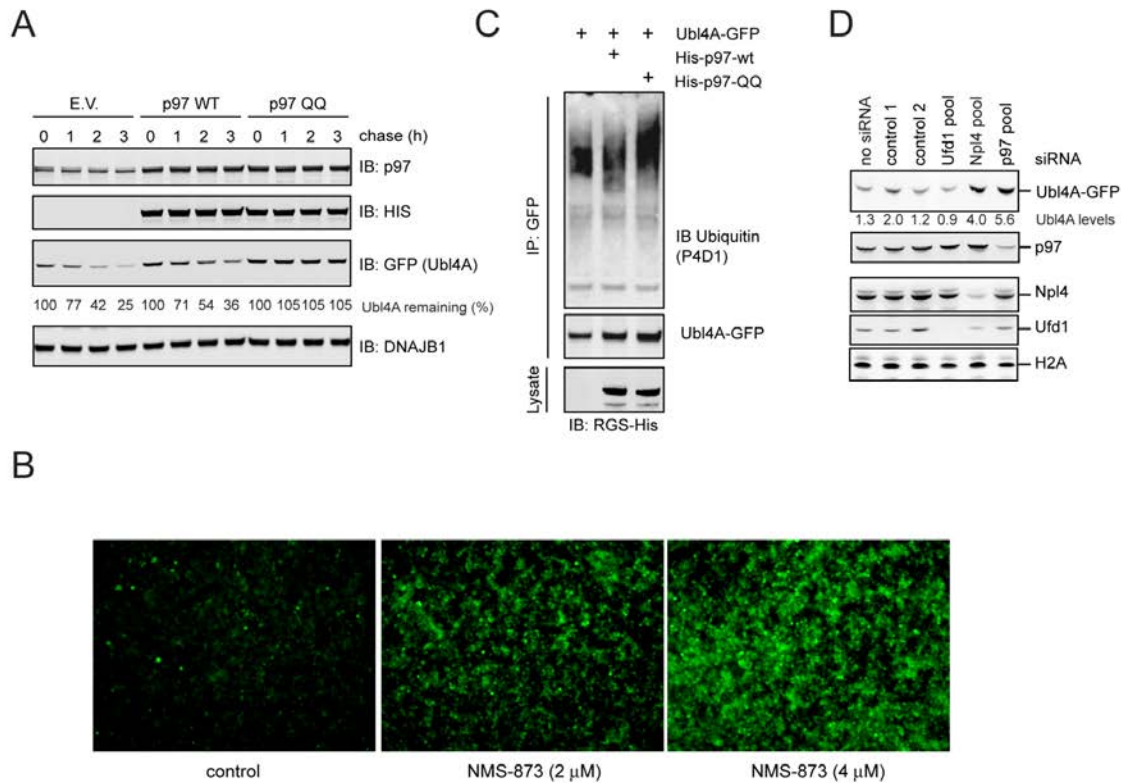 A
E.V. p97 WT p97 QQ
0 1 2 3 0 1 2 3 0 1 2 3 chase (h)
IB: p97
IB: HIS
IB: GFP (Ubl4A)
100 77 42 25 100 71 54 36 100 105 105 105 Ubl4A remaining (%)
IB: DNAJB1
C
+ + + Ubl4A-GFP
+ His-p97-wt
+ His-p97-QQ
IP: GFP
IB Ubiquitin
(P4D1)
Ubl4A-GFP
Lysate
IB: RGS-His
D
no siRNA
control 1
control 2
Ufd1 pool
Npl4 pool
p97 pool
siRNA
Ubl4A-GFP
1.3 2.0 1.2 0.9 4.0 5.6 Ubl4A levels
p97
Npl4
Ufd1
H2A
B
control NMS-873 (2 μM) NMS-873 (4 μM)